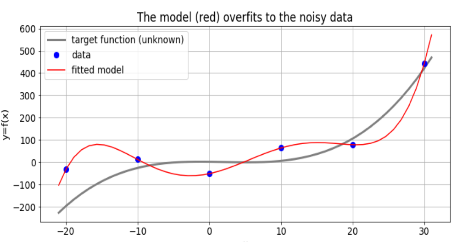 The model (red) overfits to the noisy data
600
500
400
300
200
100
0
−100
−200
y=f(x)
target function (unknown)
data
fitted model
−20 −10 0 10 20 30